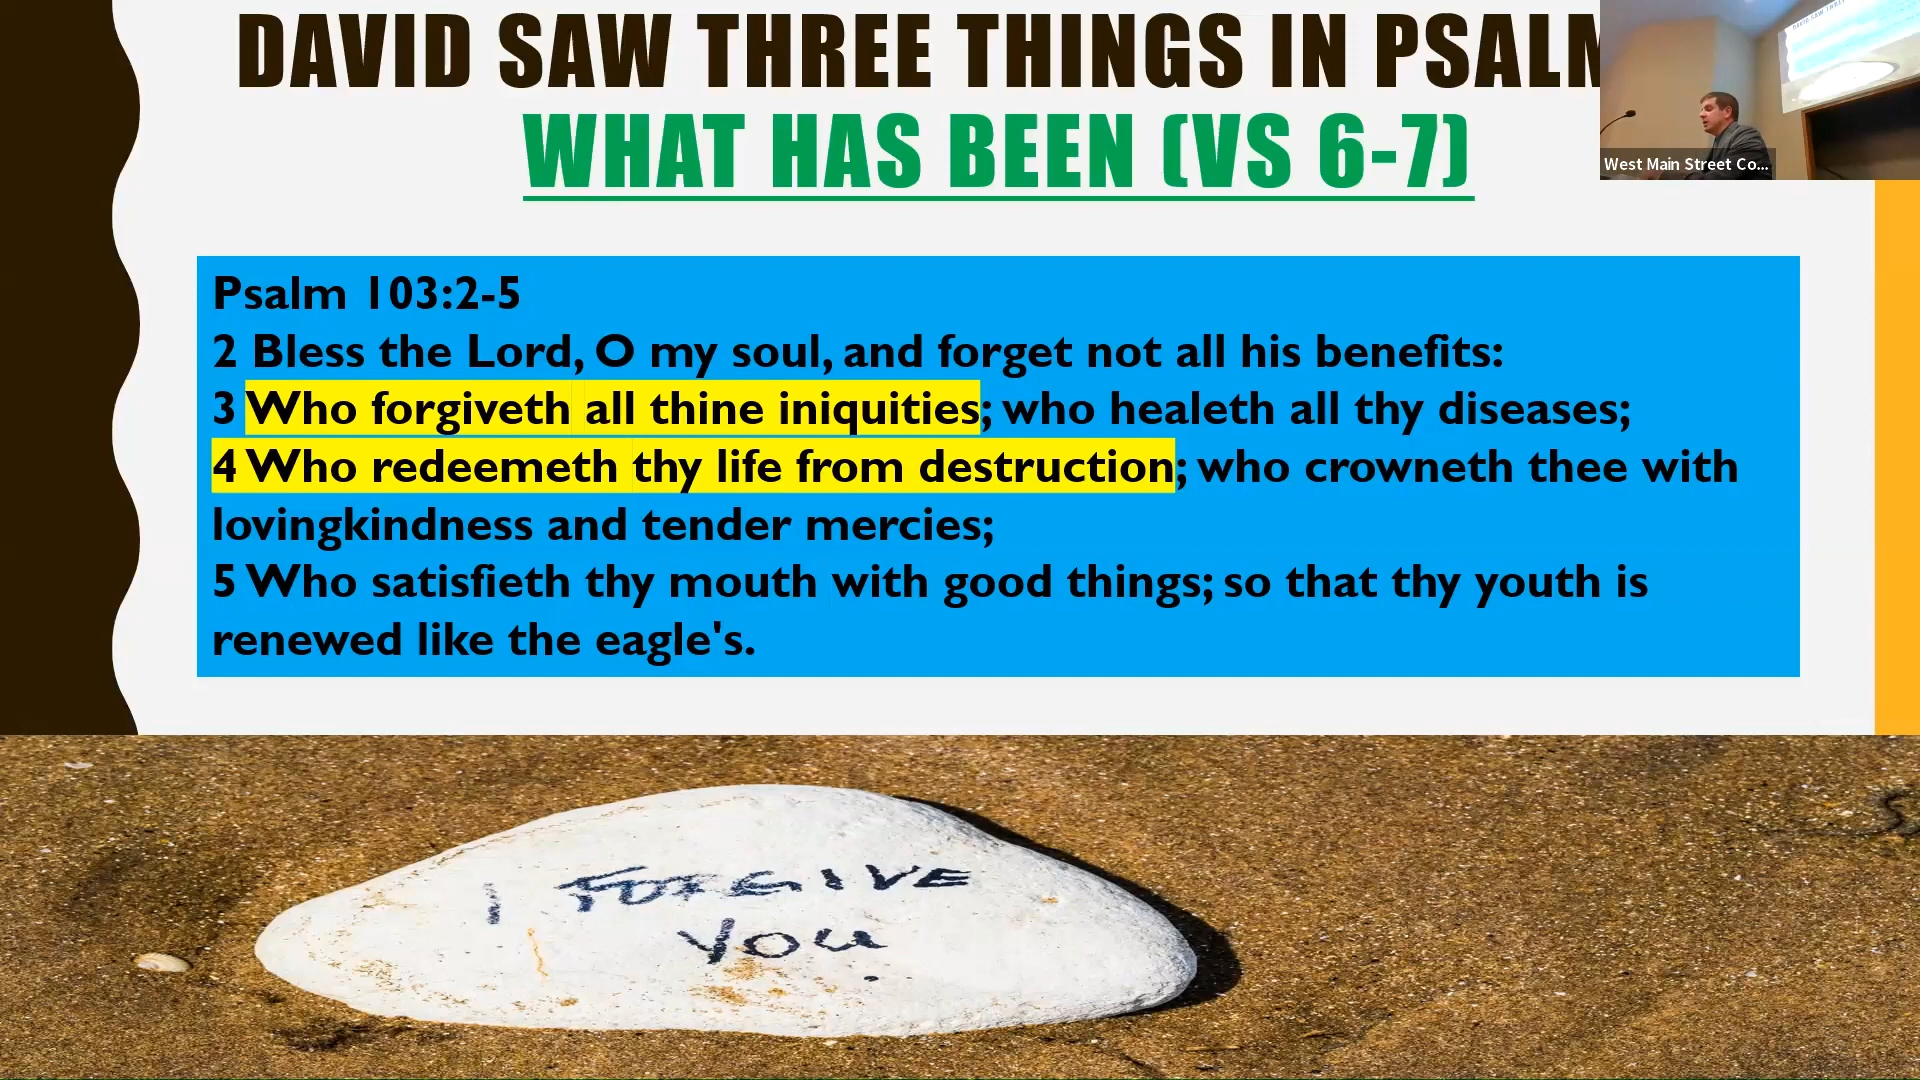 DAVID SAW THREE THINGS IN PSALM
WHAT HAS BEEN (VS 6-7)
West Main Street Co...
Psalm 103:2-5
2 Bless the Lord, O my soul, and forget not all his benefits:
3 Who forgiveth all thine iniquities; who healeth all thy diseases;
4 Who redeemeth thy life from destruction; who crowneth thee with
lovingkindness and tender mercies;
5 Who satisfieth thy mouth with good things; so that thy youth is
renewed like the eagle's.
I FORGIVE
YOU